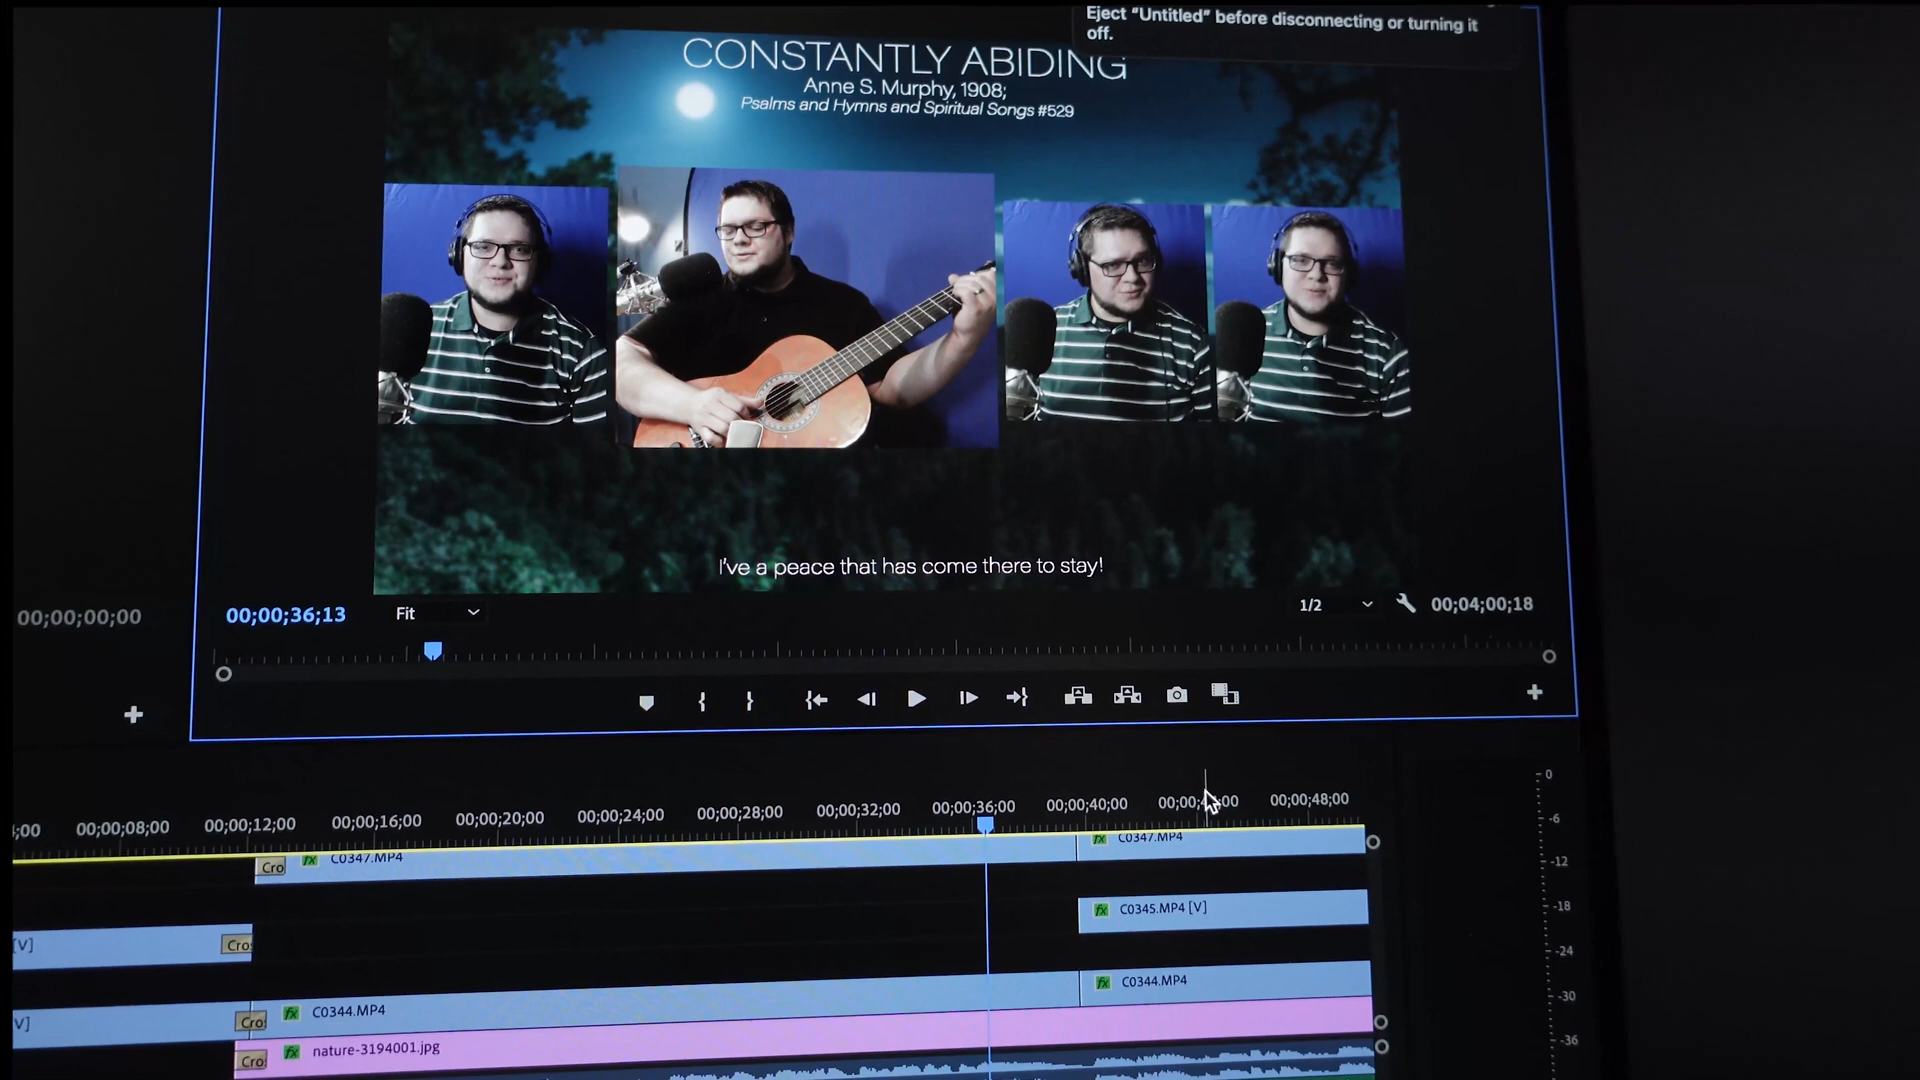 Eject "Untitled" before disconnecting or turning it
off.
CONSTANTLY ABIDING
Anne S. Murphy, 1908;
Psalms and Hymns and Spiritual Songs #529
I've a peace that has come there to stay!
00;00;00;00
00;00;36;13
Fit
1/2
00;04;00;18
00;00;08;00 00;00;12;00 00;00;16;00 00;00;20;00 00;00;24;00 00;00;28;00 00;00;32;00 00;00;36;00 00;00;40;00 00;00;48;00
Cro C0347.MP4 C0347.MP4
[V] Cro C0345.MP4 [V]
V] Cro C0344.MP4 C0344.MP4
Cro nature-3194001.jpg
0
-6
-12
-18
-24
-30
-36